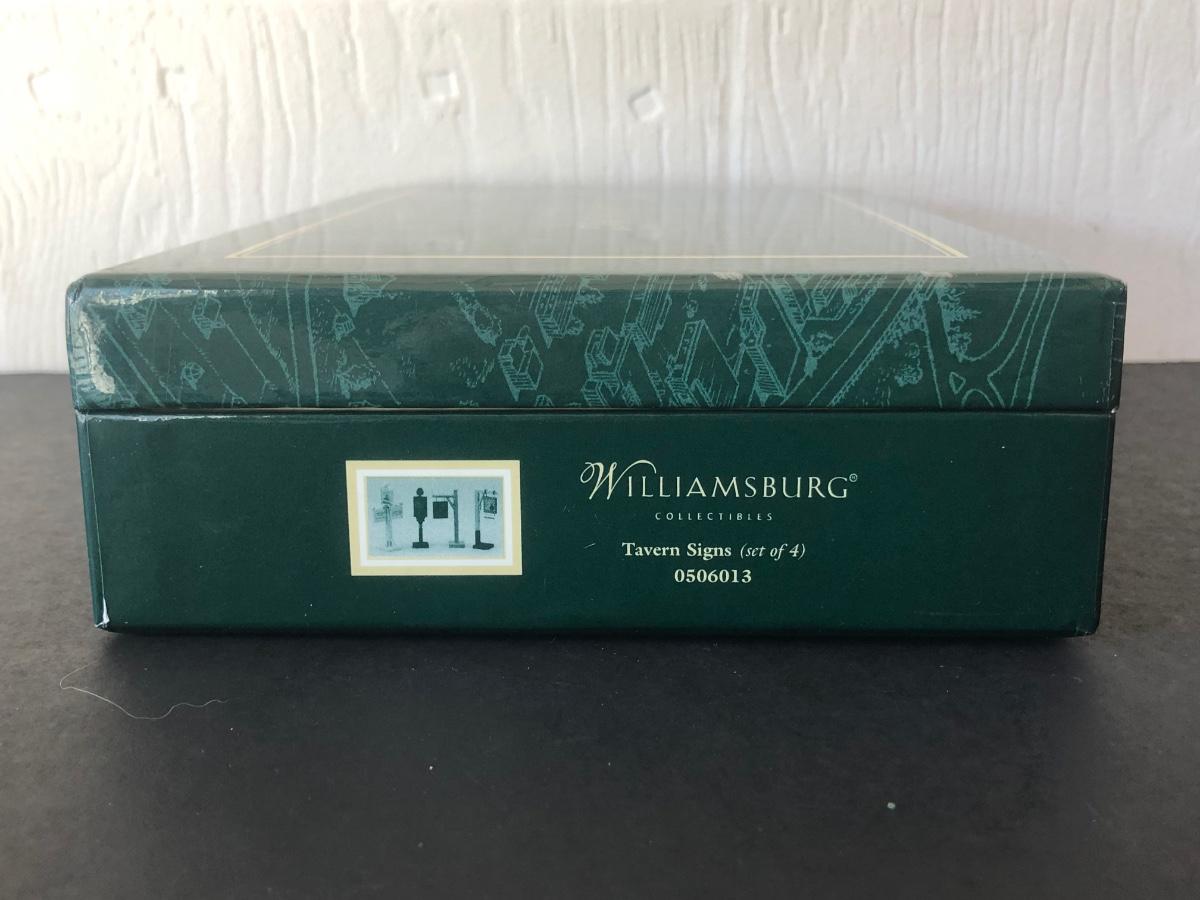 WILLIAMSBURG®
COLLECTIBLES
Tavern Signs (set of 4)
0506013